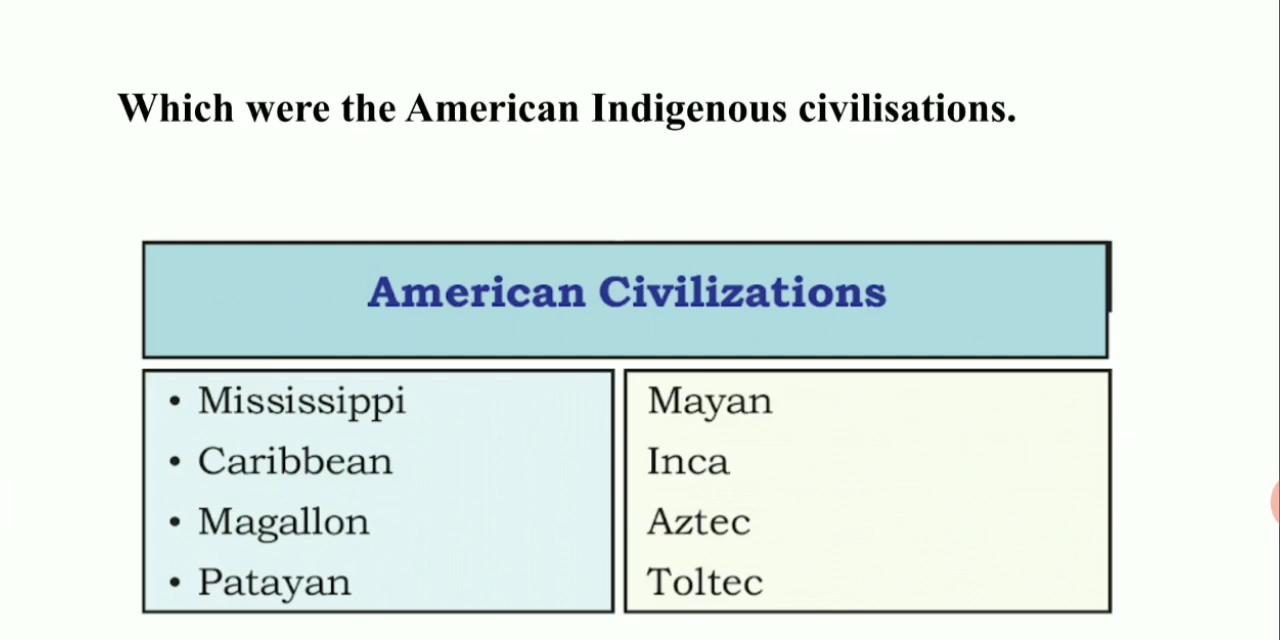 Which were the American Indigenous civilisations.
American Civilizations
• Mississippi
• Caribbean
• Magallon
• Patayan
Mayan
Inca
Aztec
Toltec